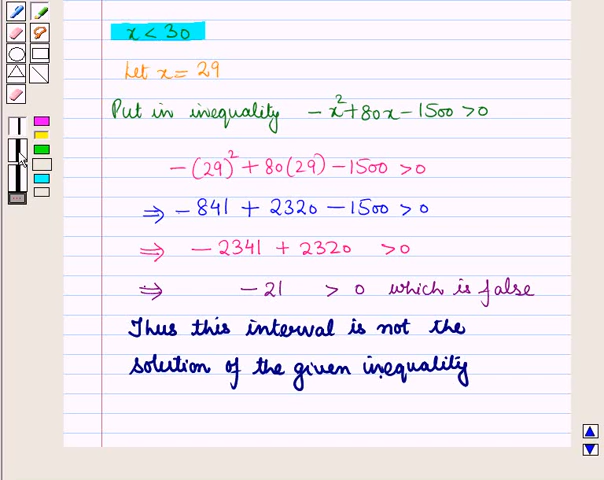 x < 30
Let x = 29
Put in inequality -x²+80x-1500 >0
-(29)² + 80(29) -1500 >0
⇒ -841 + 2320 -1500 > 0
⇒ -2341 + 2320 >0
⇒ -21 > 0 which is false
Thus this interval is not the
solution of the given inequality